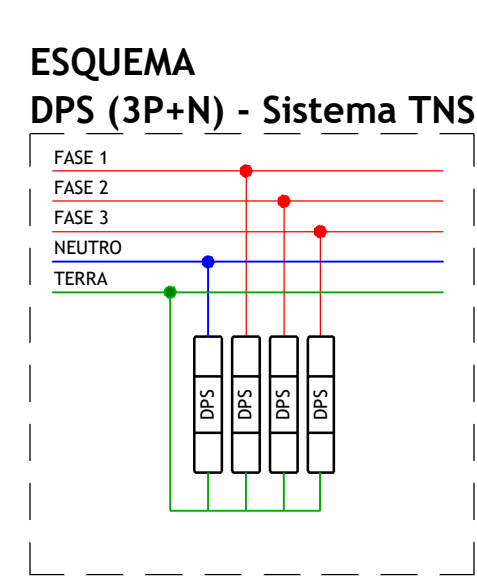 ESQUEMA
DPS (3P+N) - Sistema TNS
FASE 1
FASE 2
FASE 3
NEUTRO
TERRA
DPS
DPS
DPS
DPS